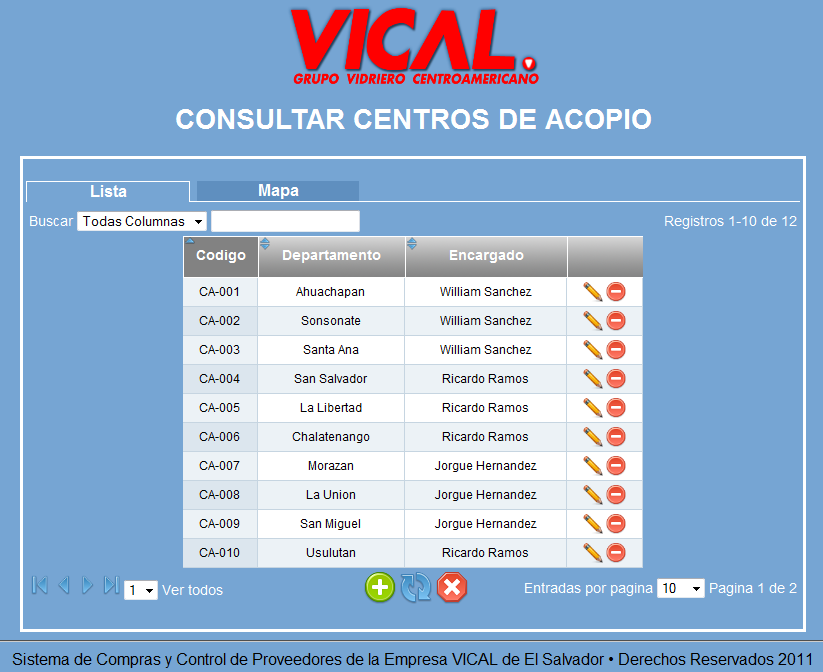 VICAL.
GRUPO VIDRIERO CENTROAMERICANO
CONSULTAR CENTROS DE ACOPIO
Lista Mapa
Buscar Todas Columnas Registros 1-10 de 12
Codigo Departamento Encargado
CA-001 Ahuachapan William Sanchez
CA-002 Sonsonate William Sanchez
CA-003 Santa Ana William Sanchez
CA-004 San Salvador Ricardo Ramos
CA-005 La Libertad Ricardo Ramos
CA-006 Chalatenango Ricardo Ramos
CA-007 Morazan Jorgue Hernandez
CA-008 La Union Jorgue Hernandez
CA-009 San Miguel Jorgue Hernandez
CA-010 Usulutan Ricardo Ramos
1 Ver todos Entradas por pagina 10 Pagina 1 de 2
Sistema de Compras y Control de Proveedores de la Empresa VICAL de El Salvador • Derechos Reservados 2011